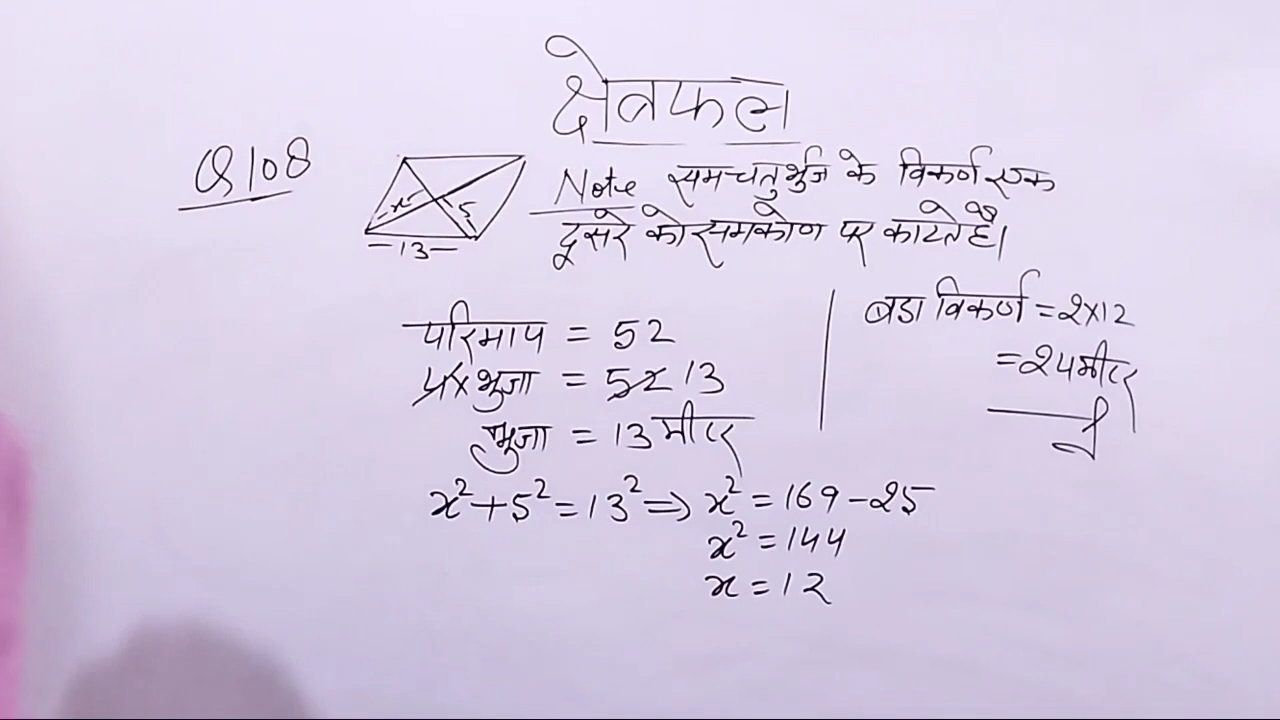 क्षेत्रफल
Q108
Note समचतुर्भुज के विकर्ण एक
दूसरे को समकोण पर काटते है।
x 5
-13-
परिमाप = 52
4x भुजा = 52 13
भुजा = 13 मीटर
x²+5²=13² ⇒ x² = 169-25
x² = 144
x = 12
बडा विकर्ण = 2x12
= 24 मीटर